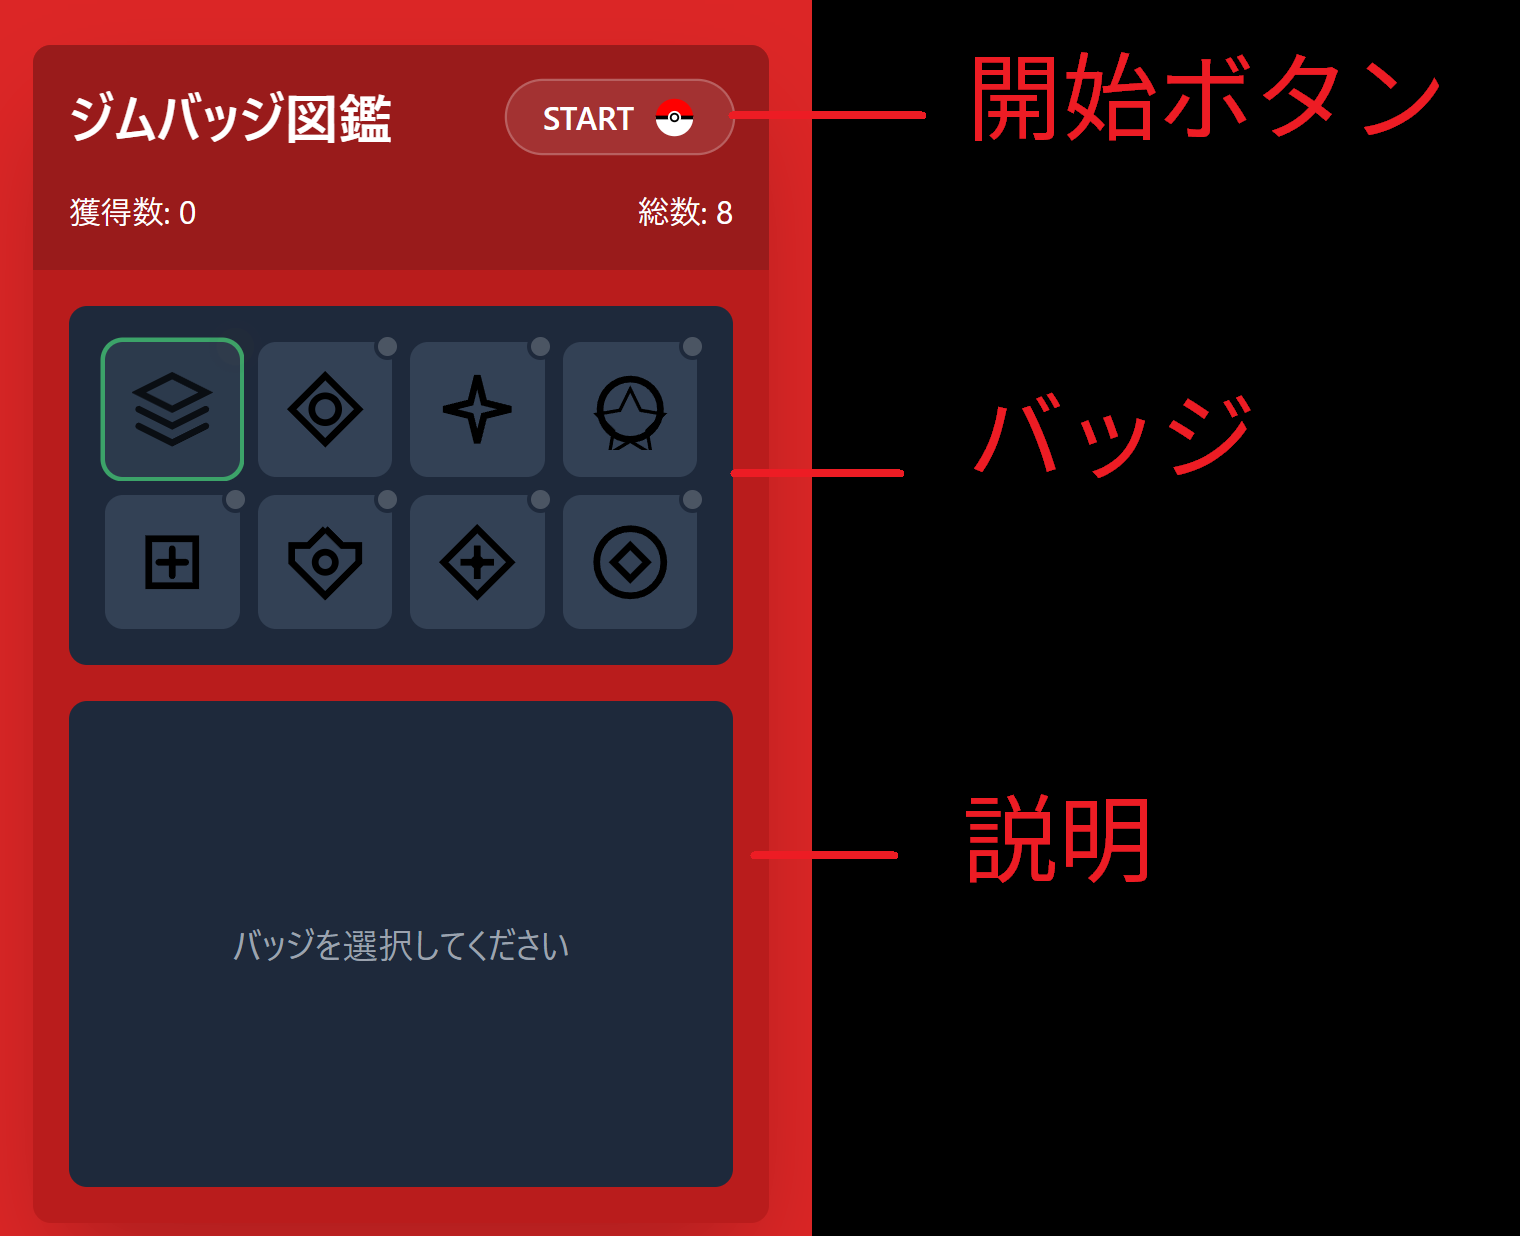 ジムバッジ図鑑
START
開始ボタン
獲得数: 0
総数: 8
バッジ
説明
バッジを選択してください